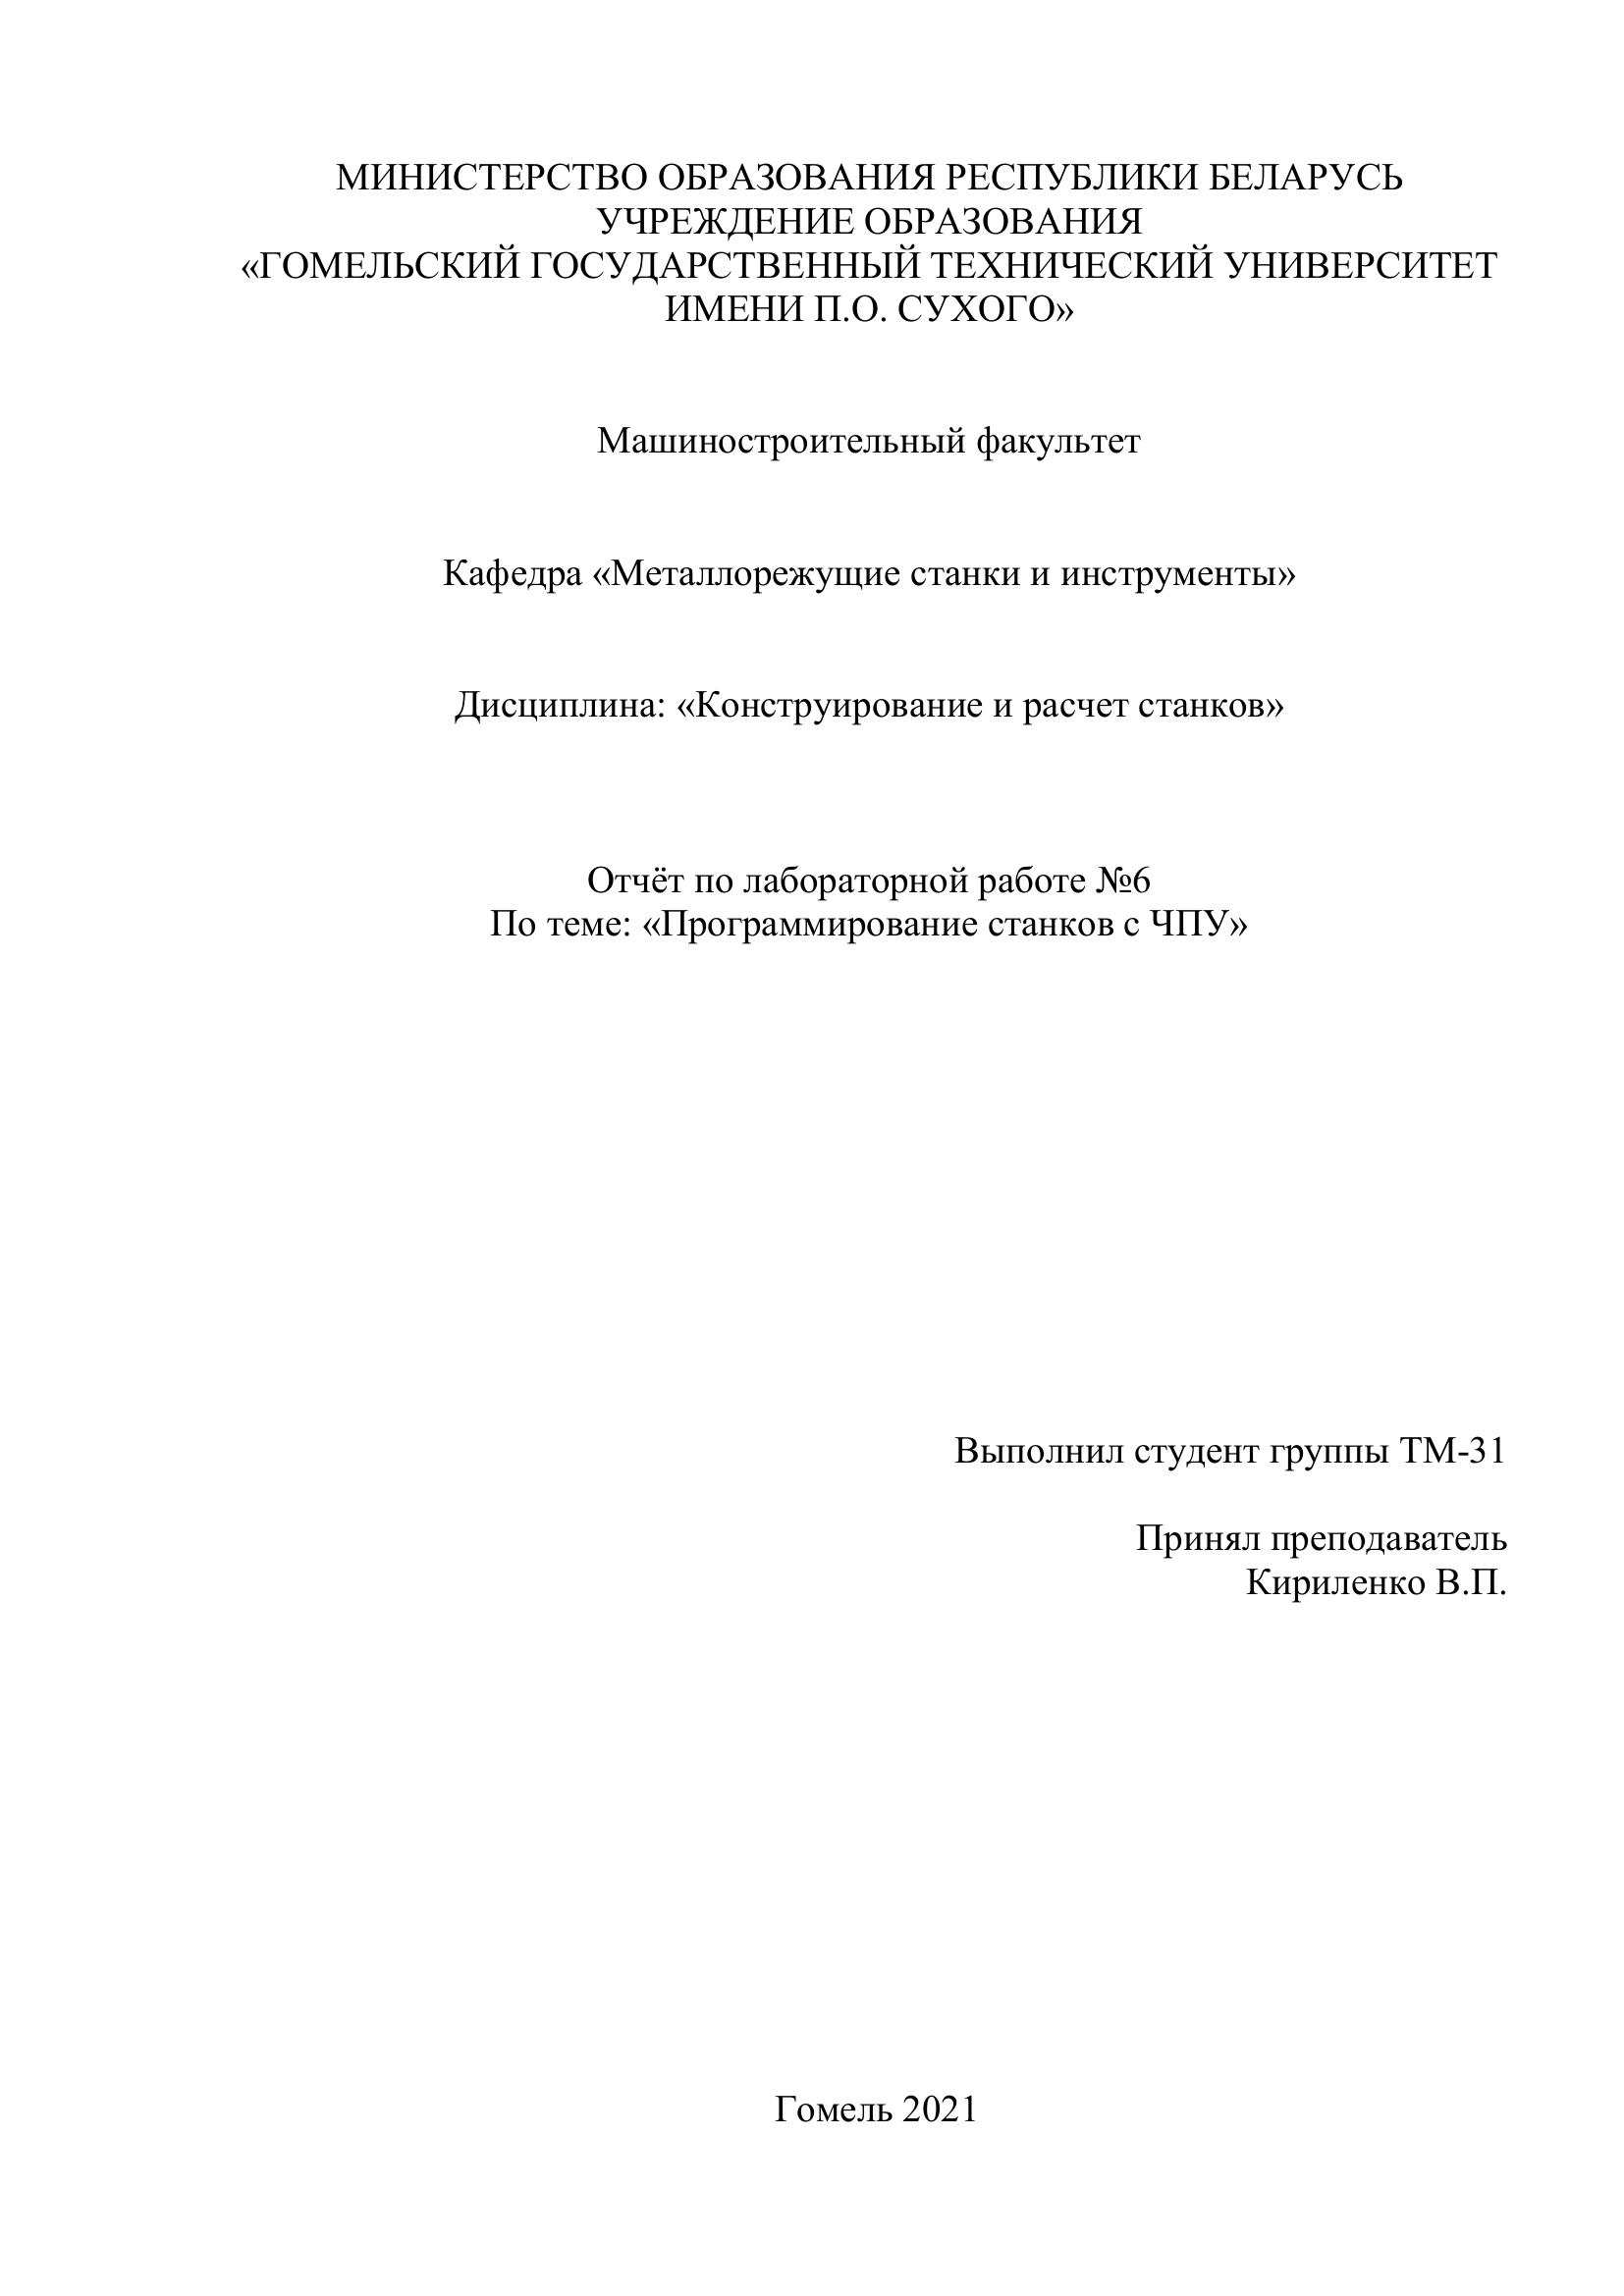 МИНИСТЕРСТВО ОБРАЗОВАНИЯ РЕСПУБЛИКИ БЕЛАРУСЬ
УЧРЕЖДЕНИЕ ОБРАЗОВАНИЯ
«ГОМЕЛЬСКИЙ ГОСУДАРСТВЕННЫЙ ТЕХНИЧЕСКИЙ УНИВЕРСИТЕТ
ИМЕНИ П.О. СУХОГО»
Машиностроительный факультет
Кафедра «Металлорежущие станки и инструменты»
Дисциплина: «Конструирование и расчет станков»
Отчёт по лабораторной работе №6
По теме: «Программирование станков с ЧПУ»
Выполнил студент группы ТМ-31
Принял преподаватель
Кириленко В.П.
Гомель 2021